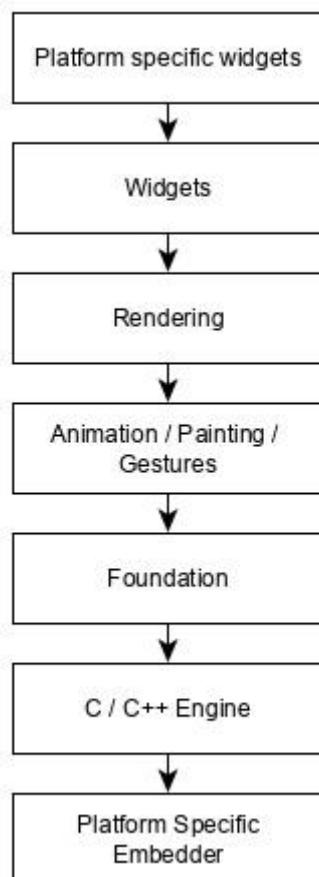 Platform specific widgets
Widgets
Rendering
Animation / Painting /
Gestures
Foundation
C / C++ Engine
Platform Specific
Embedder